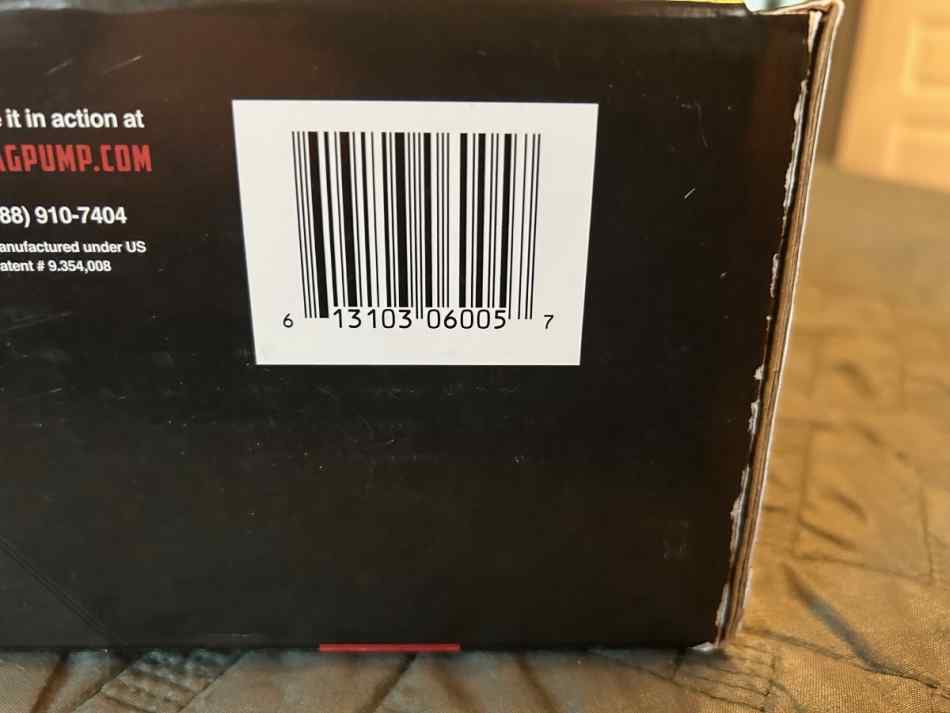 it in action at
AGPUMP.COM
88) 910-7404
anufactured under US
atent # 9.354,008
6 13103 06005 7